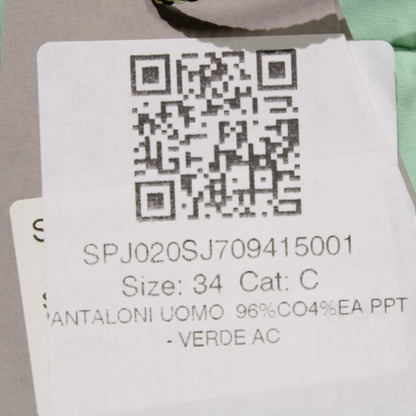 SPJ020SJ709415001
Size: 34 Cat: C
PANTALONI UOMO 96%CO4%EA PPT
- VERDE AC